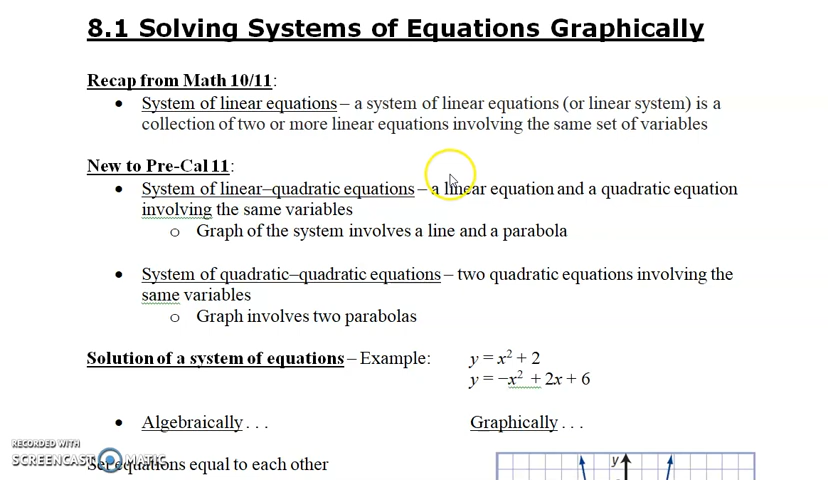 8.1 Solving Systems of Equations Graphically
Recap from Math 10/11:
• System of linear equations – a system of linear equations (or linear system) is a
collection of two or more linear equations involving the same set of variables
New to Pre-Cal 11:
• System of linear–quadratic equations – a linear equation and a quadratic equation
involving the same variables
o Graph of the system involves a line and a parabola
• System of quadratic–quadratic equations – two quadratic equations involving the
same variables
o Graph involves two parabolas
Solution of a system of equations – Example: y = x² + 2
y = –x² + 2x + 6
• Algebraically . . . Graphically . . .
RECORDED WITH
SCREENCAST MATIC
Set equations equal to each other
y